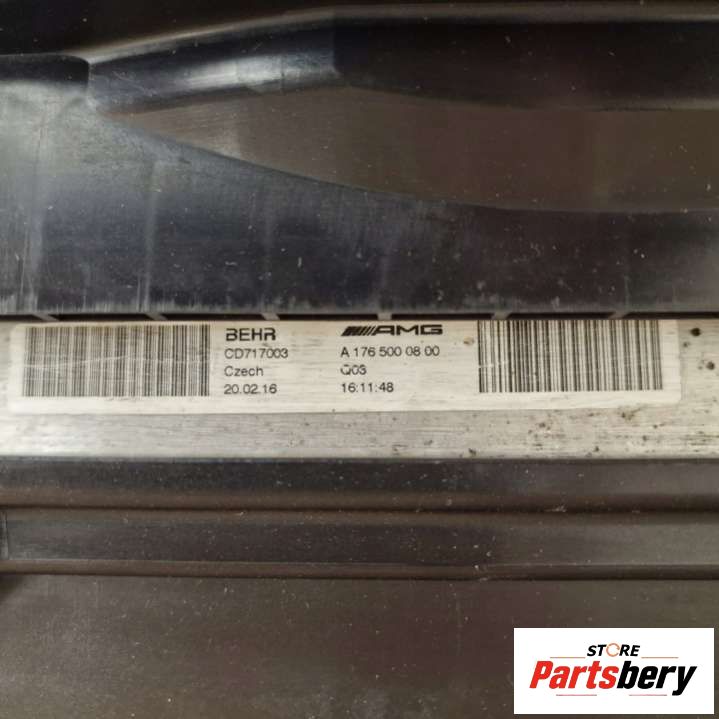 BEHR
CD717003
Czech
20.02.16
AMG
A 176 500 08 00
Q03
16:11:48
STORE
Partsbery